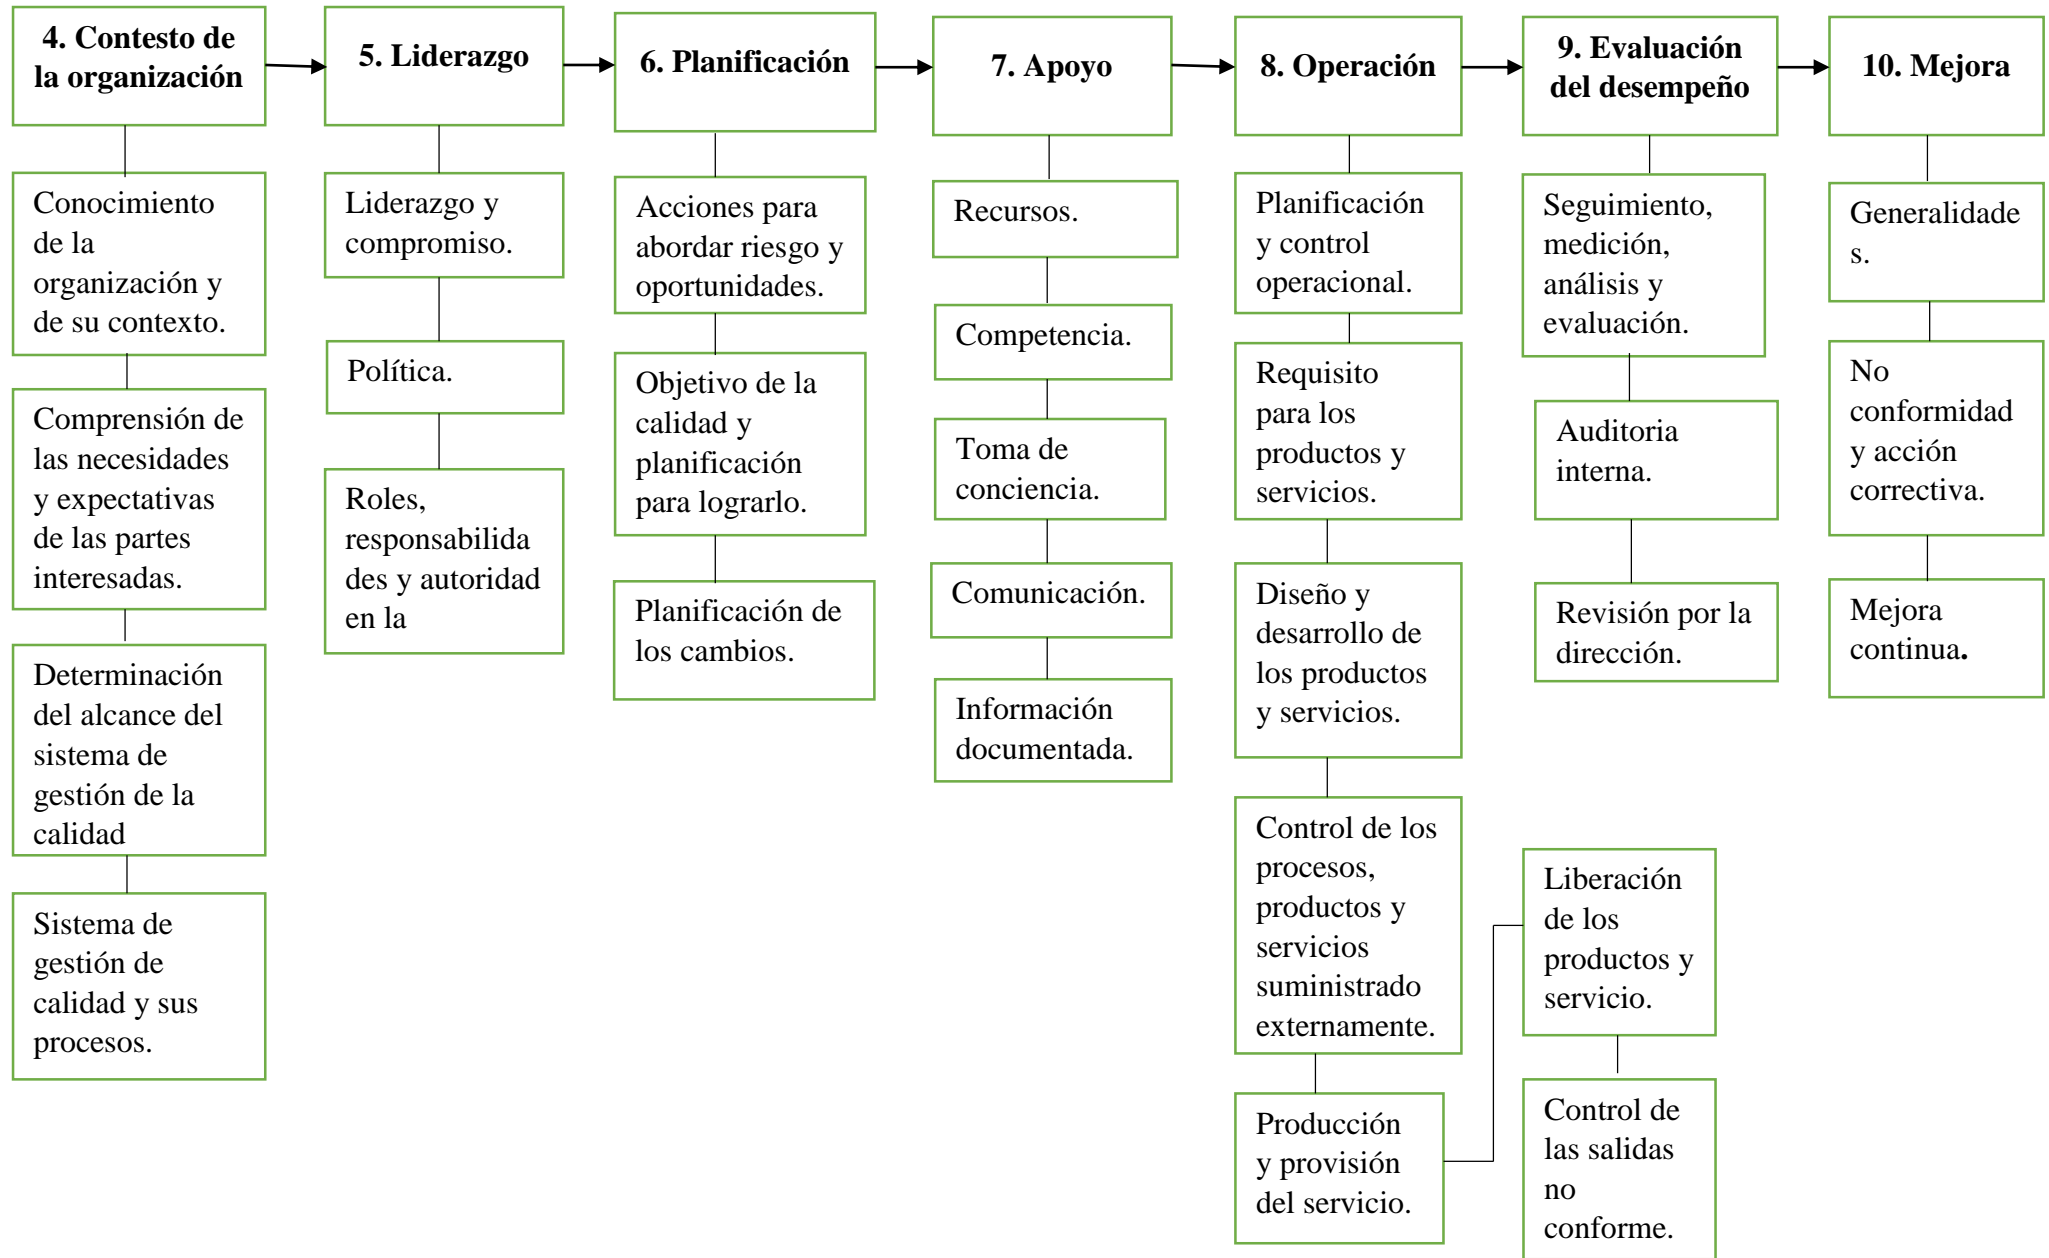 4. Contesto de
la organización
5. Liderazgo
6. Planificación
7. Apoyo
8. Operación
9. Evaluación
del desempeño
10. Mejora
Conocimiento
de la
organización y
de su contexto.
Comprensión de
las necesidades
y expectativas
de las partes
interesadas.
Determinación
del alcance del
sistema de
gestión de la
calidad
Sistema de
gestión de
calidad y sus
procesos.
Liderazgo y
compromiso.
Política.
Roles,
responsabilida
des y autoridad
en la
Acciones para
abordar riesgo y
oportunidades.
Objetivo de la
calidad y
planificación
para lograrlo.
Planificación de
los cambios.
Recursos.
Competencia.
Toma de
conciencia.
Comunicación.
Información
documentada.
Planificación
y control
operacional.
Requisito
para los
productos y
servicios.
Diseño y
desarrollo de
los productos
y servicios.
Control de los
procesos,
productos y
servicios
suministrado
externamente.
Producción
y provisión
del servicio.
Liberación
de los
productos y
servicio.
Control de
las salidas
no
conforme.
Seguimiento,
medición,
análisis y
evaluación.
Auditoria
interna.
Revisión por la
dirección.
Generalidade
s.
No
conformidad
y acción
correctiva.
Mejora
continua.